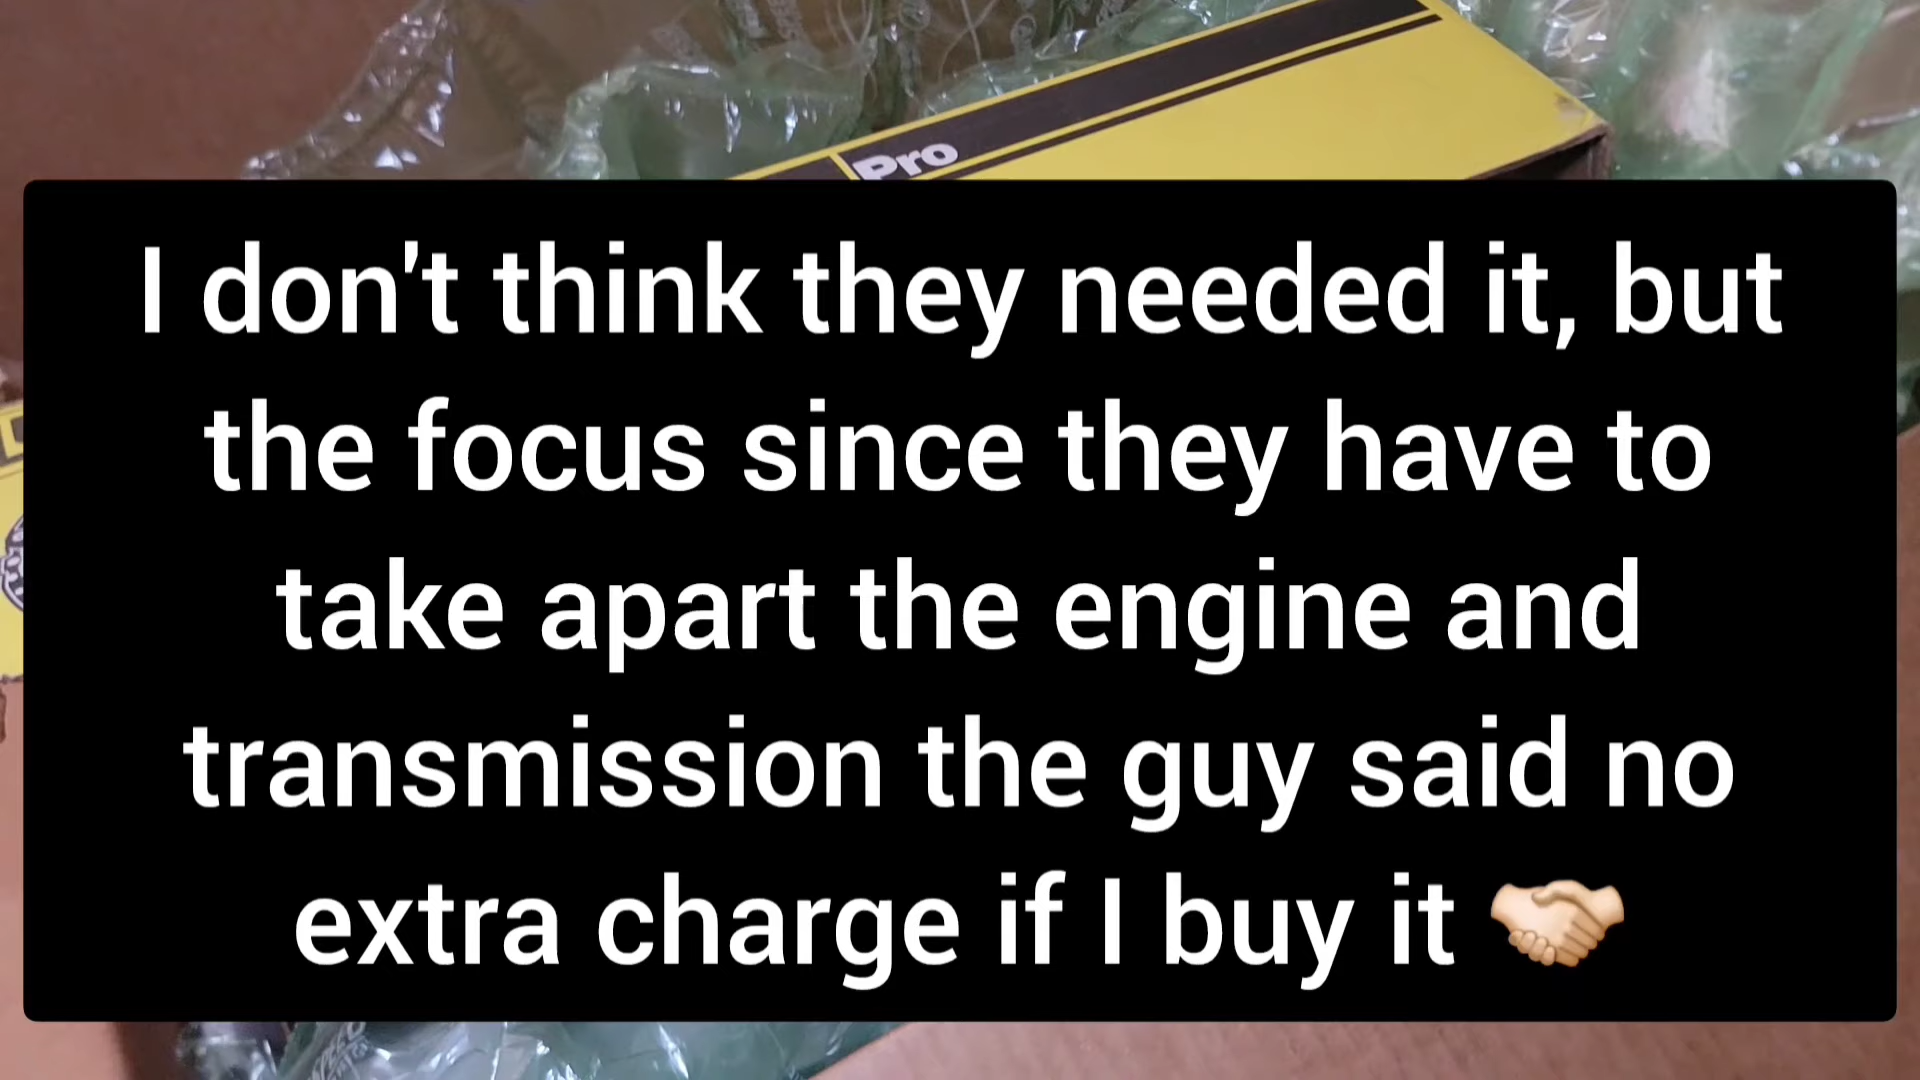 Pro
I don't think they needed it, but
the focus since they have to
take apart the engine and
transmission the guy said no
extra charge if I buy it 🤝🏻